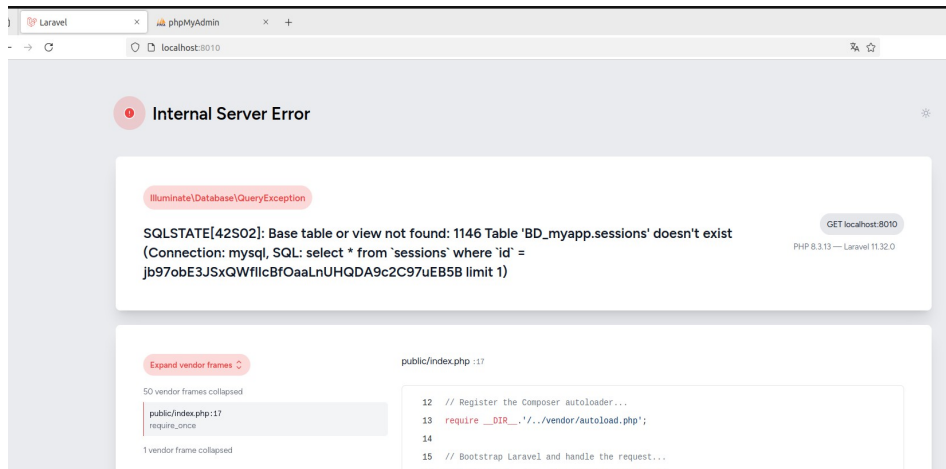 Laravel
phpMyAdmin
localhost:8010
Internal Server Error
Illuminate\Database\QueryException
SQLSTATE[42S02]: Base table or view not found: 1146 Table 'BD_myapp.sessions' doesn't exist
(Connection: mysql, SQL: select * from `sessions` where `id` =
jb97obE3JSxQWfIlcBfOaaLnUHQDA9c2C97uEB5B limit 1)
GET localhost:8010
PHP 8.3.13 — Laravel 11.32.0
Expand vendor frames
50 vendor frames collapsed
public/index.php:17
require_once
1 vendor frame collapsed
public/index.php :17
12 // Register the Composer autoloader...
13 require __DIR__.'/../vendor/autoload.php';
14
15 // Bootstrap Laravel and handle the request...